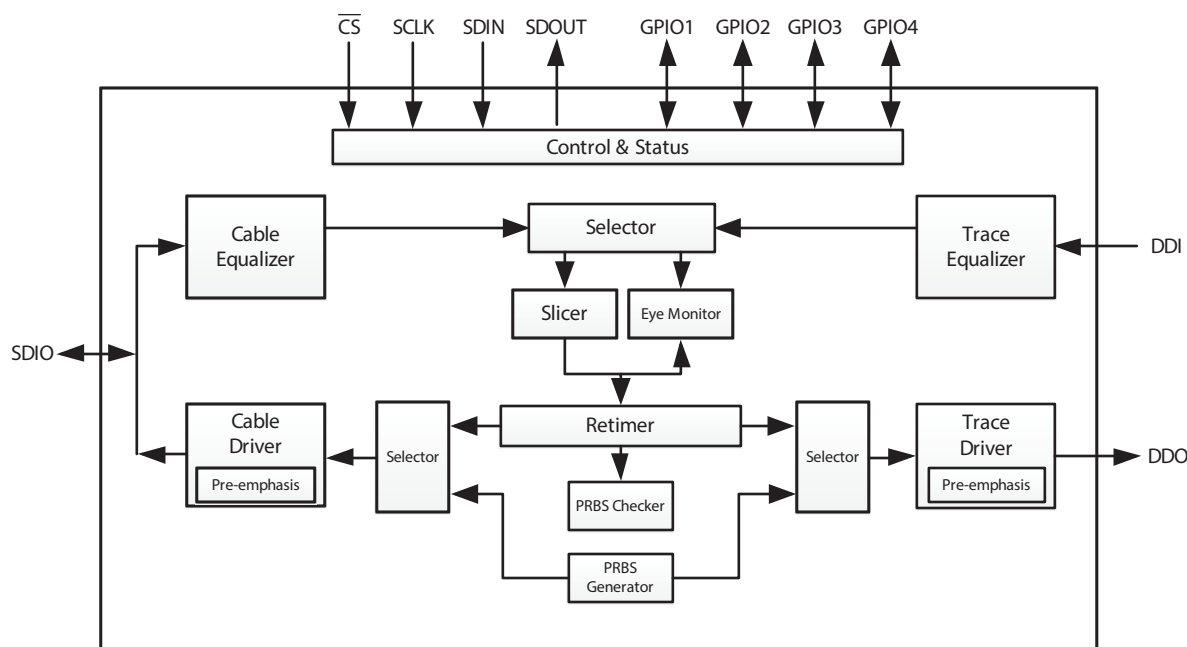 C̅S̅ SCLK SDIN SDOUT GPIO1 GPIO2 GPIO3 GPIO4
Control & Status
Cable
Equalizer
Selector
Trace
Equalizer
DDI
Slicer
Eye Monitor
SDIO
Cable
Driver
Pre-emphasis
Selector
Retimer
Selector
Trace
Driver
Pre-emphasis
DDO
PRBS Checker
PRBS
Generator